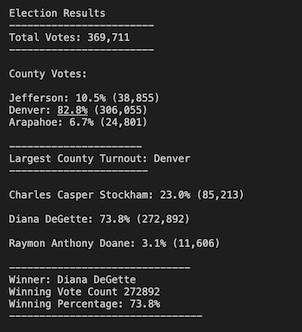 Election Results
-------------------------
Total Votes: 369,711
-------------------------
County Votes:
Jefferson: 10.5% (38,855)
Denver: 82.8% (306,055)
Arapahoe: 6.7% (24,801)
-------------------------
Largest County Turnout: Denver
-------------------------
Charles Casper Stockham: 23.0% (85,213)
Diana DeGette: 73.8% (272,892)
Raymon Anthony Doane: 3.1% (11,606)
-------------------------------
Winner: Diana DeGette
Winning Vote Count 272892
Winning Percentage: 73.8%
---------------------------------